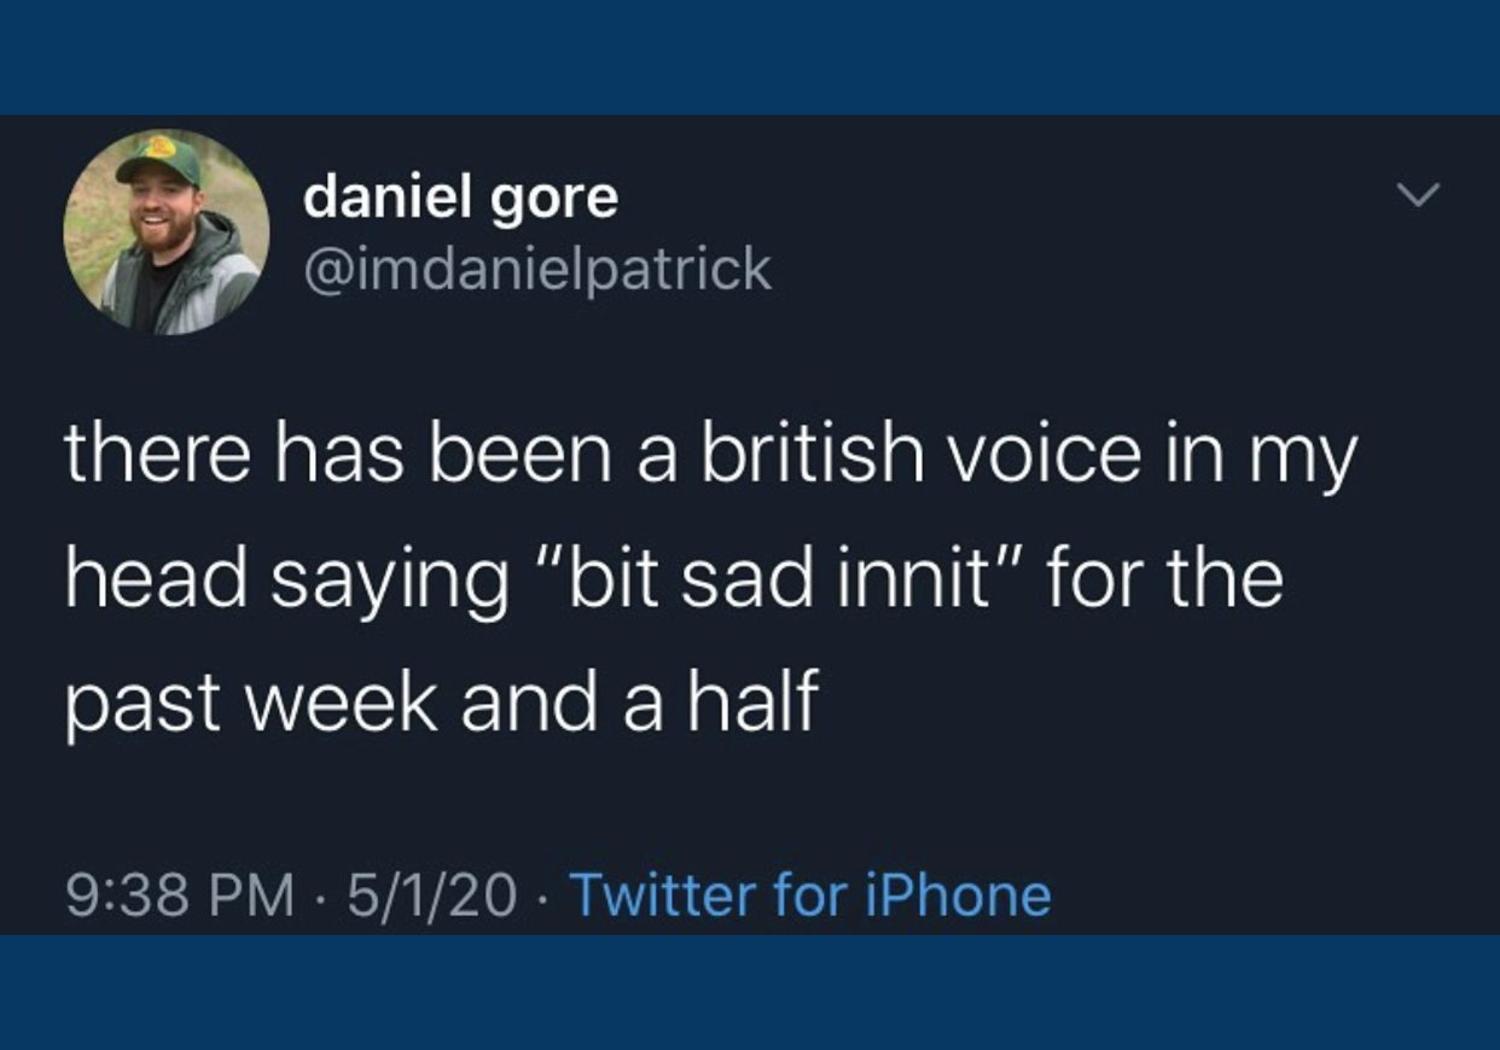 daniel gore
@imdanielpatrick
there has been a british voice in my
head saying “bit sad innit” for the
past week and a half
9:38 PM · 5/1/20 · Twitter for iPhone